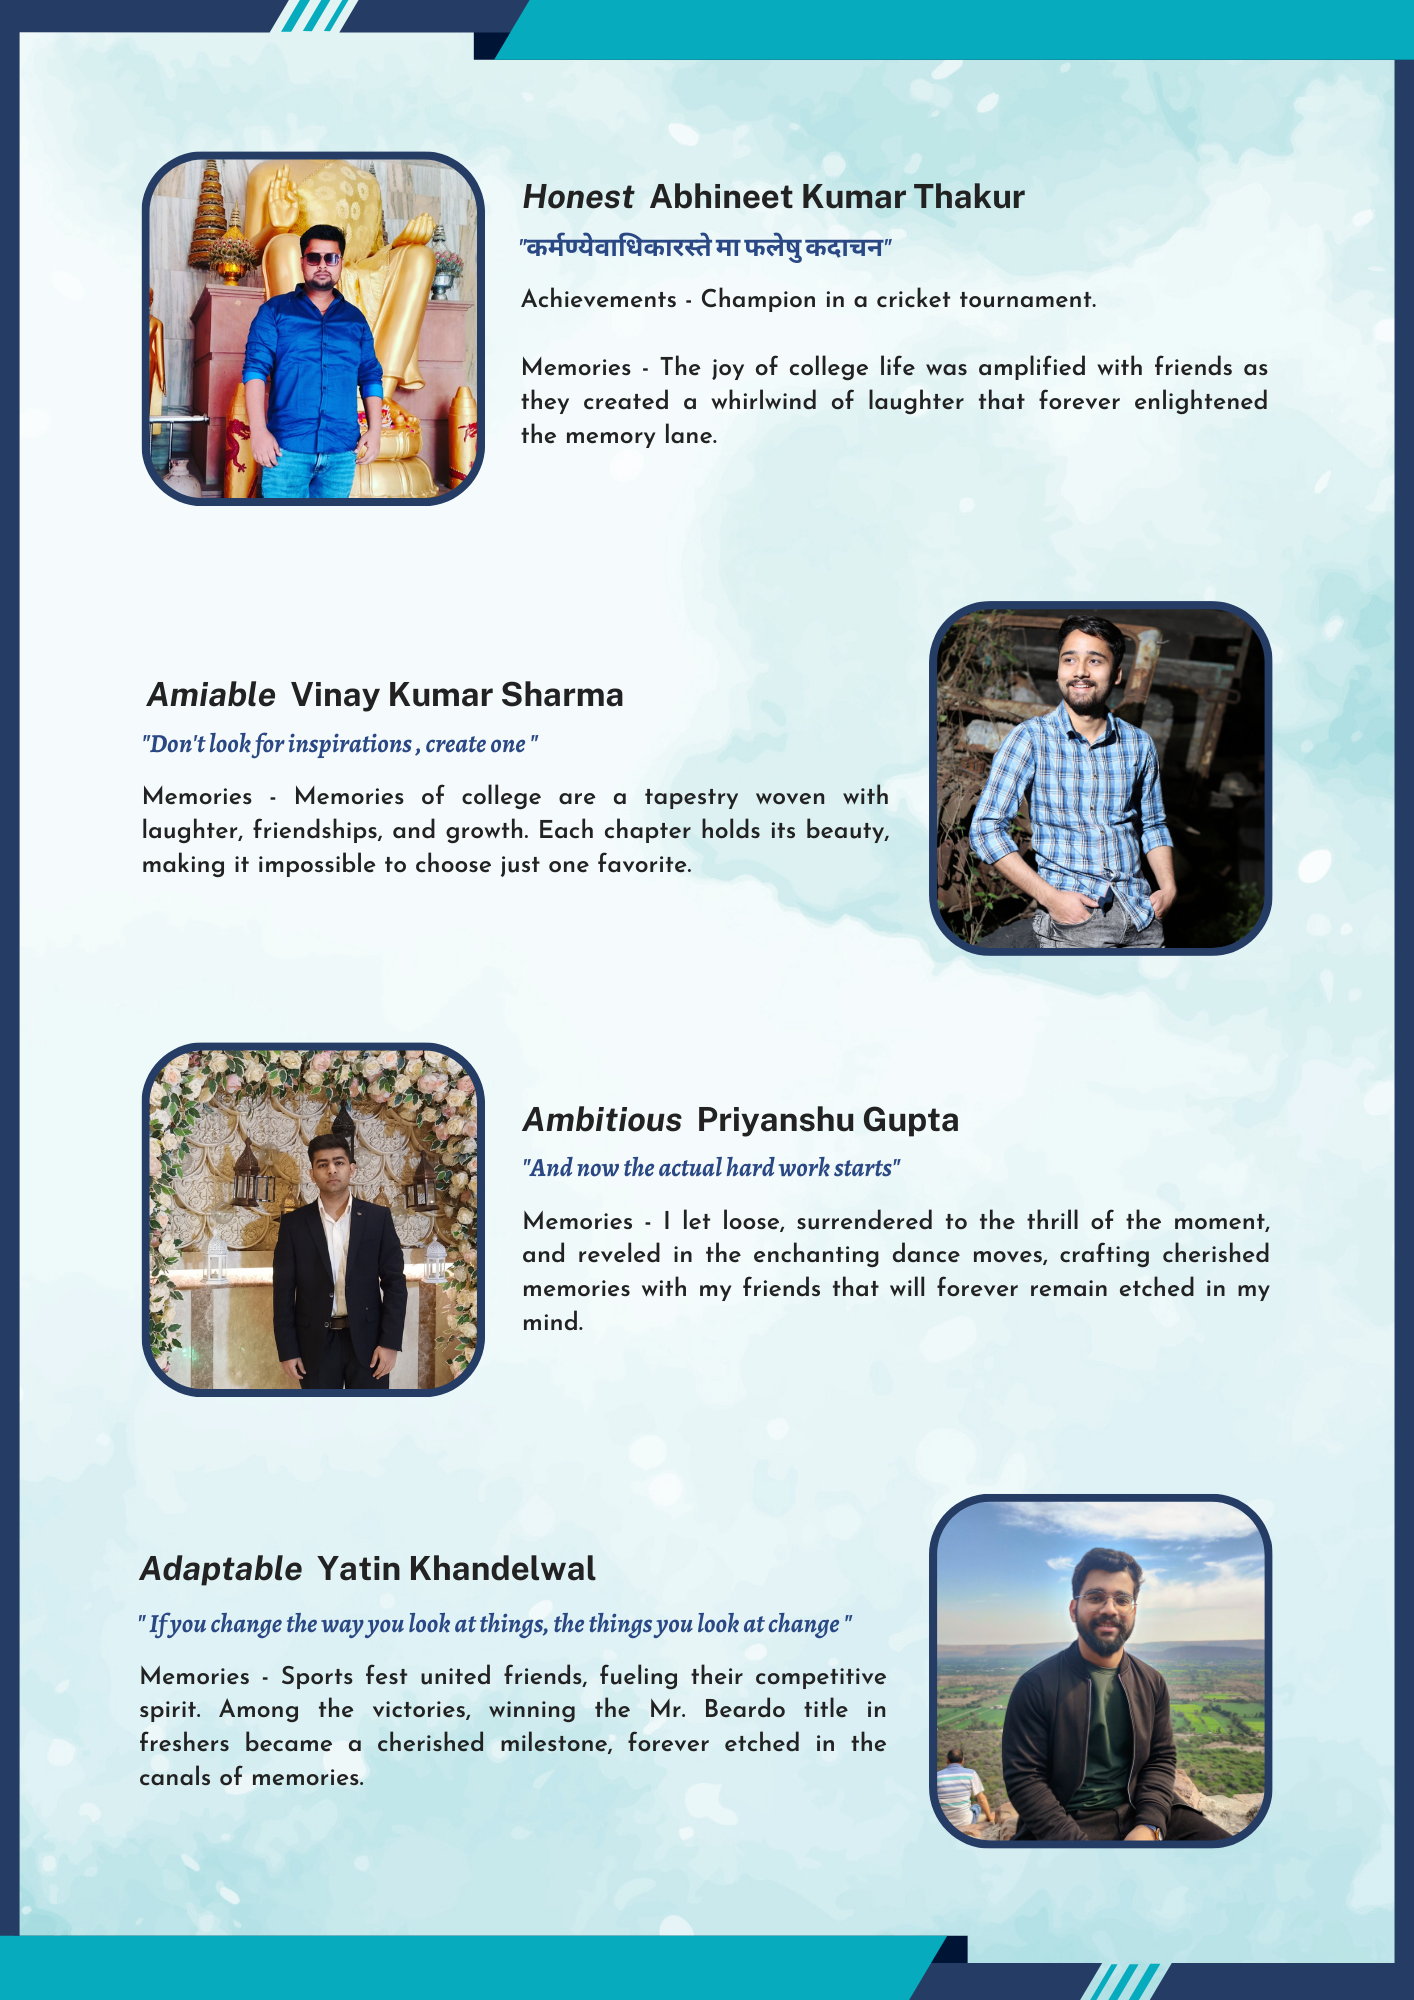 Honest Abhineet Kumar Thakur
"कर्मण्येवाधिकारस्ते मा फलेषु कदाचन"
Achievements - Champion in a cricket tournament.
Memories - The joy of college life was amplified with friends as
they created a whirlwind of laughter that forever enlightened
the memory lane.
Amiable Vinay Kumar Sharma
"Don't look for inspirations , create one "
Memories - Memories of college are a tapestry woven with
laughter, friendships, and growth. Each chapter holds its beauty,
making it impossible to choose just one favorite.
Ambitious Priyanshu Gupta
"And now the actual hard work starts"
Memories - I let loose, surrendered to the thrill of the moment,
and reveled in the enchanting dance moves, crafting cherished
memories with my friends that will forever remain etched in my
mind.
Adaptable Yatin Khandelwal
" If you change the way you look at things, the things you look at change "
Memories - Sports fest united friends, fueling their competitive
spirit. Among the victories, winning the Mr. Beardo title in
freshers became a cherished milestone, forever etched in the
canals of memories.